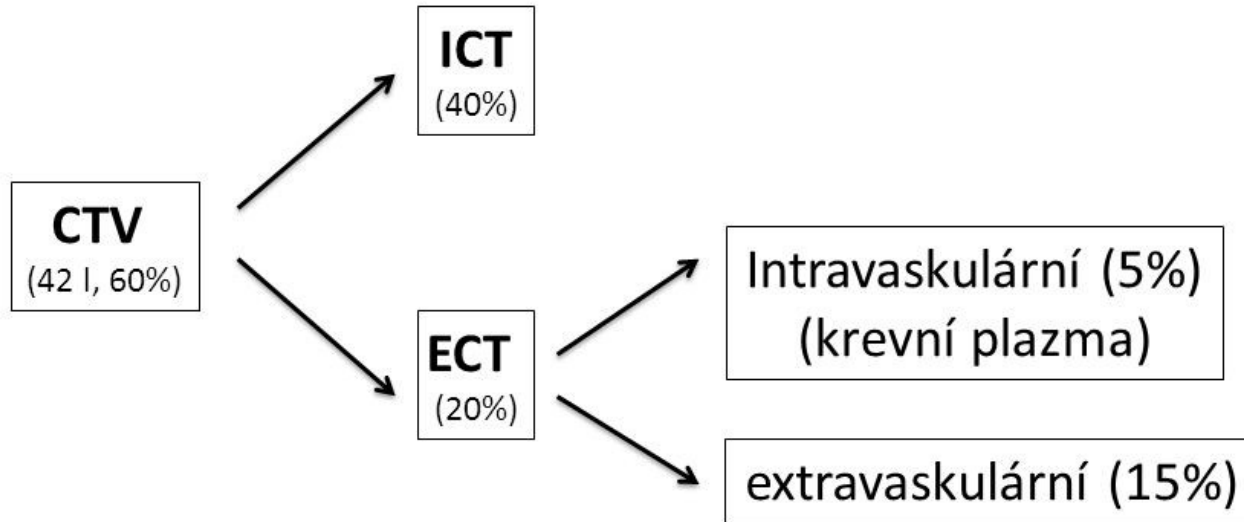 ICT
(40%)
CTV
(42 l, 60%)
Intravaskulární (5%)
(krevní plazma)
ECT
(20%)
extravaskulární (15%)